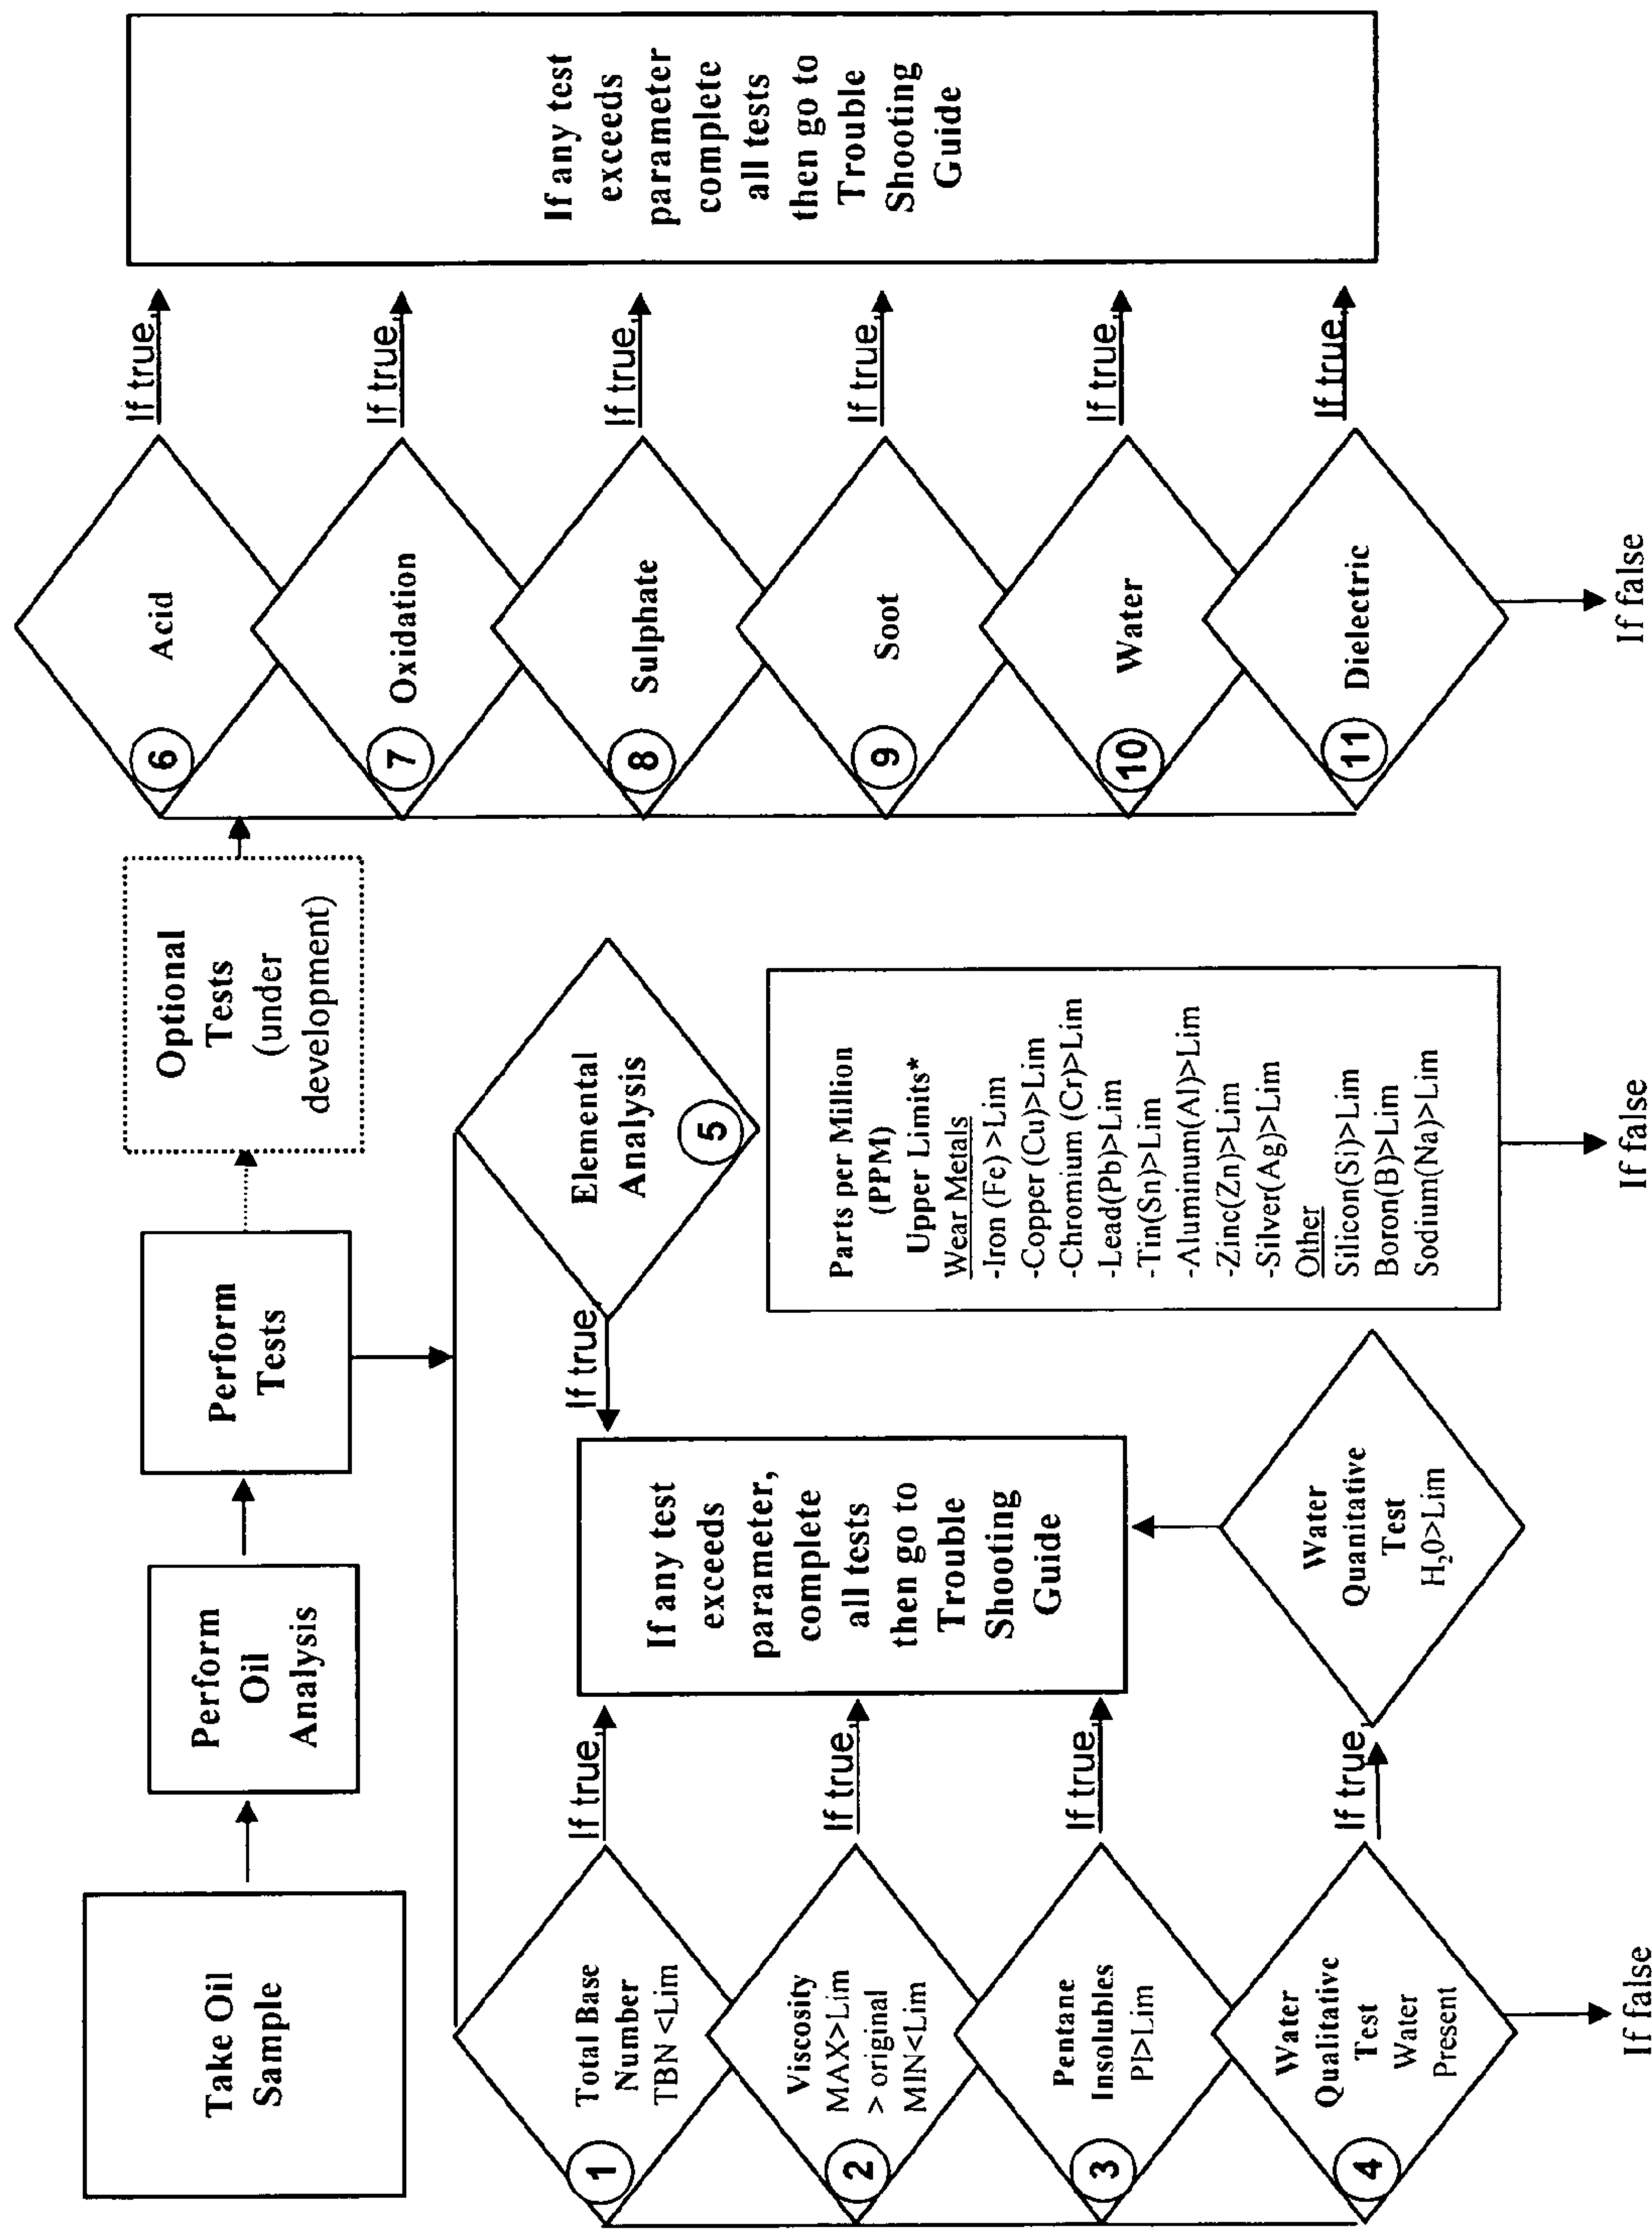 Take Oil
Sample
Perform
Oil
Analysis
Perform
Tests
Optional
Tests
(under
development)
1
Total Base
Number
TBN <Lim
If true,
2
Viscosity
MAX>Lim
> original
MIN<Lim
If true,
3
Pentane
Insolubles
PI>Lim
If true,
4
Water
Qualitative
Test
Water
Present
If true,
If false
Water
Quanitative
Test
H₂0>Lim
If any test
exceeds
parameter,
complete
all tests
then go to
Trouble
Shooting
Guide
If true,
Elemental
Analysis
5
Parts per Million
(PPM)
Upper Limits*
Wear Metals
-Iron (Fe) >Lim
-Copper (Cu)>Lim
-Chromium (Cr)>Lim
-Lead(Pb)>Lim
-Tin(Sn)>Lim
-Aluminum(Al)>Lim
-Zinc(Zn)>Lim
-Silver(Ag)>Lim
Other
Silicon(Si)>Lim
Boron(B)>Lim
Sodium(Na)>Lim
If false
6
Acid
If true,
7
Oxidation
If true,
8
Sulphate
If true,
9
Soot
If true,
10
Water
If true,
11
Dielectric
If true,
If false
If any test
exceeds
parameter
complete
all tests
then go to
Trouble
Shooting
Guide